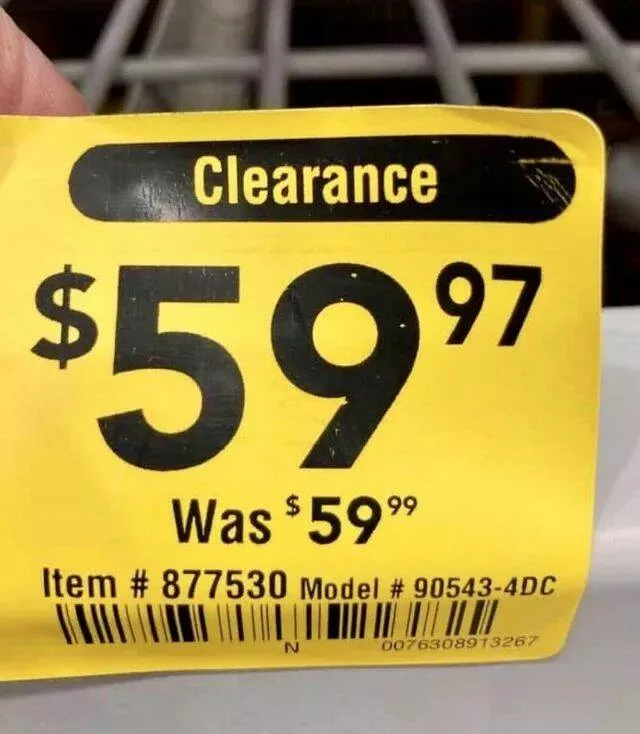 Clearance
$59 97
Was $59 99
Item # 877530 Model # 90543-4DC
N 0076308913267